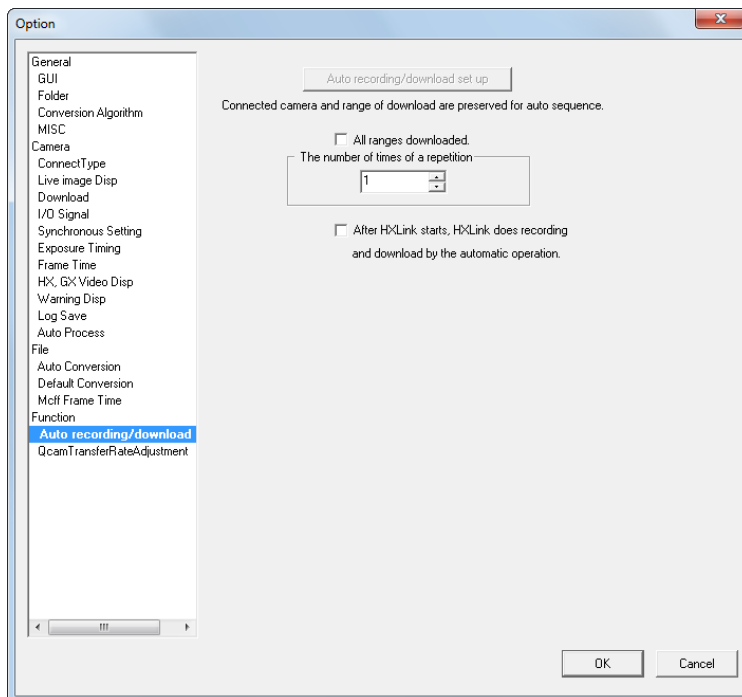 Option
General
GUI
Folder
Conversion Algorithm
MISC
Camera
ConnectType
Live image Disp
Download
I/O Signal
Synchronous Setting
Exposure Timing
Frame Time
HX, GX Video Disp
Warning Disp
Log Save
Auto Process
File
Auto Conversion
Default Conversion
Mcff Frame Time
Function
Auto recording/download
QcamTransferRateAdjustment
Auto recording/download set up
Connected camera and range of download are preserved for auto sequence.
All ranges downloaded.
The number of times of a repetition
1
After HXLink starts, HXLink does recording
and download by the automatic operation.
OK
Cancel